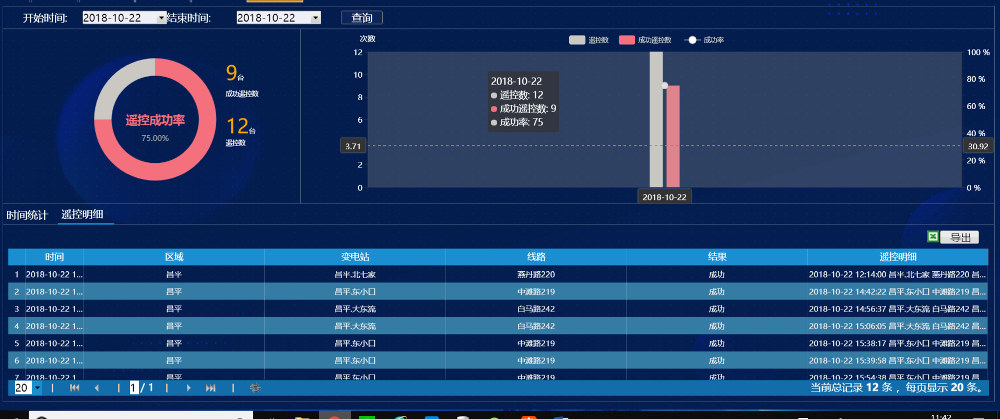 开始时间: 2018-10-22 结束时间: 2018-10-22 查询
9台
成功遥控数
12台
遥控数
遥控成功率
75.00%
次数
遥控数 成功遥控数 成功率
12
10
8
6
3.71
2
0
100 %
80 %
60 %
40 %
30.92
20 %
0 %
2018-10-22
遥控数: 12
成功遥控数: 9
成功率: 75
2018-10-22
时间统计 遥控明细
导出
时间 区域 变电站 线路 结果 遥控明细
1 2018-10-22 1... 昌平 昌平.北七家 燕丹路220 成功 2018-10-22 12:14:00 昌平.北七家 燕丹路220 昌...
2 2018-10-22 1... 昌平 昌平.东小口 中滩路219 成功 2018-10-22 14:42:22 昌平.东小口 中滩路219 昌...
3 2018-10-22 1... 昌平 昌平.大东流 白马路242 成功 2018-10-22 14:56:37 昌平.大东流 白马路242 昌...
4 2018-10-22 1... 昌平 昌平.大东流 白马路242 成功 2018-10-22 15:06:05 昌平.大东流 白马路242 昌...
5 2018-10-22 1... 昌平 昌平.东小口 中滩路219 成功 2018-10-22 15:38:17 昌平.东小口 中滩路219 昌...
6 2018-10-22 1... 昌平 昌平.东小口 中滩路219 成功 2018-10-22 15:39:58 昌平.东小口 中滩路219 昌...
7 2018-10-22 1 昌平 昌平.东小口 中滩路219 成功 2018-10-22 15:54:38 昌平.东小口 中滩路219 昌
20 1 / 1 当前总记录 12 条 ，每页显示 20 条。
11:42